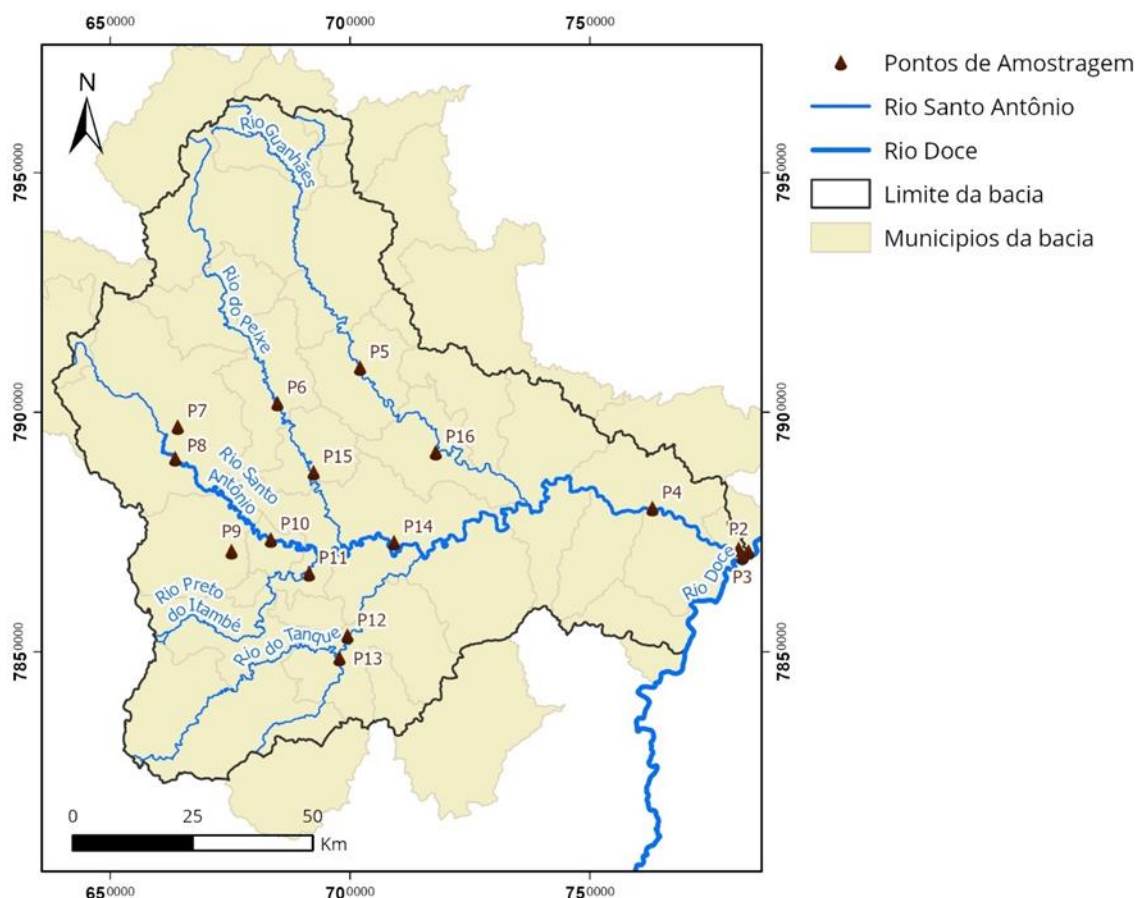 650000
700000
750000
N
7950000
7900000
7850000
7950000
7900000
7850000
Rio Guanhães
Rio do Peixe
P5
P6
P7
P8
P16
P15
Rio Santo
Antônio
P4
P9
P10
P14
P2
P11
Rio Doce
P3
Rio Preto
do Itambé
P12
Rio do Tanque
P13
0
25
50
Km
650000
700000
750000
Pontos de Amostragem
Rio Santo Antônio
Rio Doce
Limite da bacia
Municipios da bacia